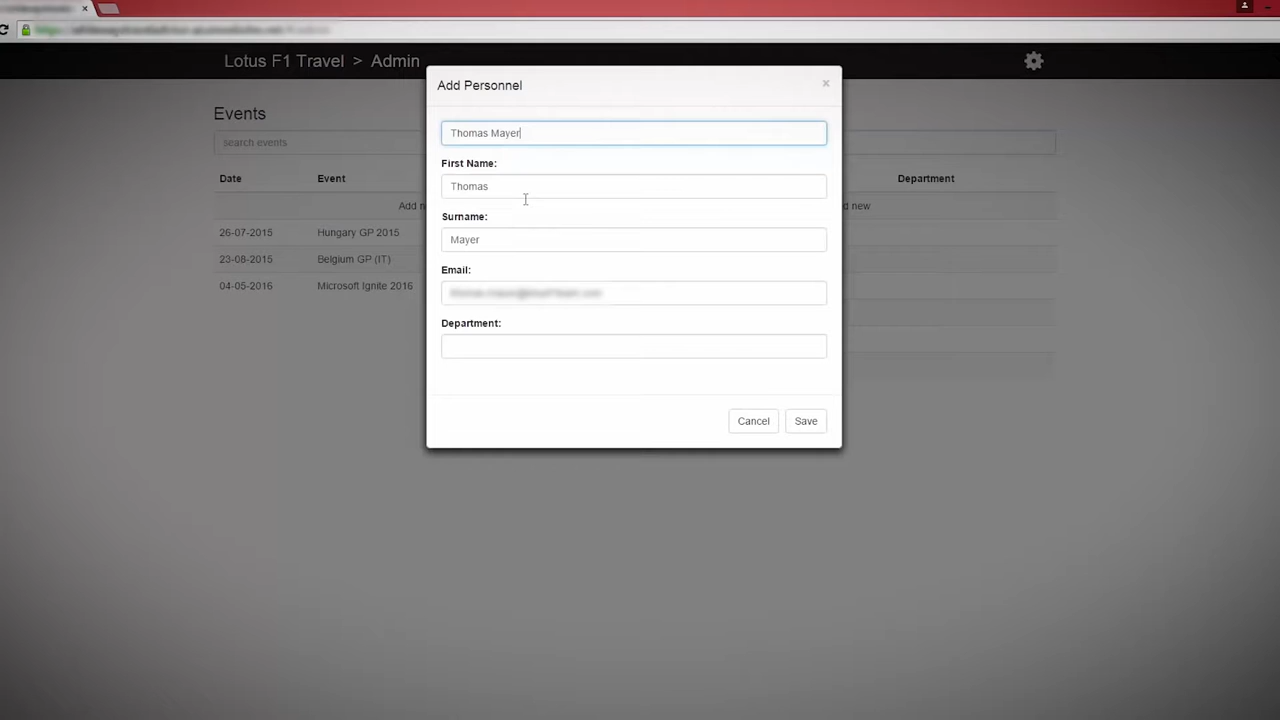 Lotus F1 Travel > Admin
Events
search events
Date Event Department
Add n
d new
26-07-2015 Hungary GP 2015
23-08-2015 Belgium GP (IT)
04-05-2016 Microsoft Ignite 2016
Add Personnel
×
Thomas Mayer
First Name:
Thomas
Surname:
Mayer
Email:
Department:
Cancel Save